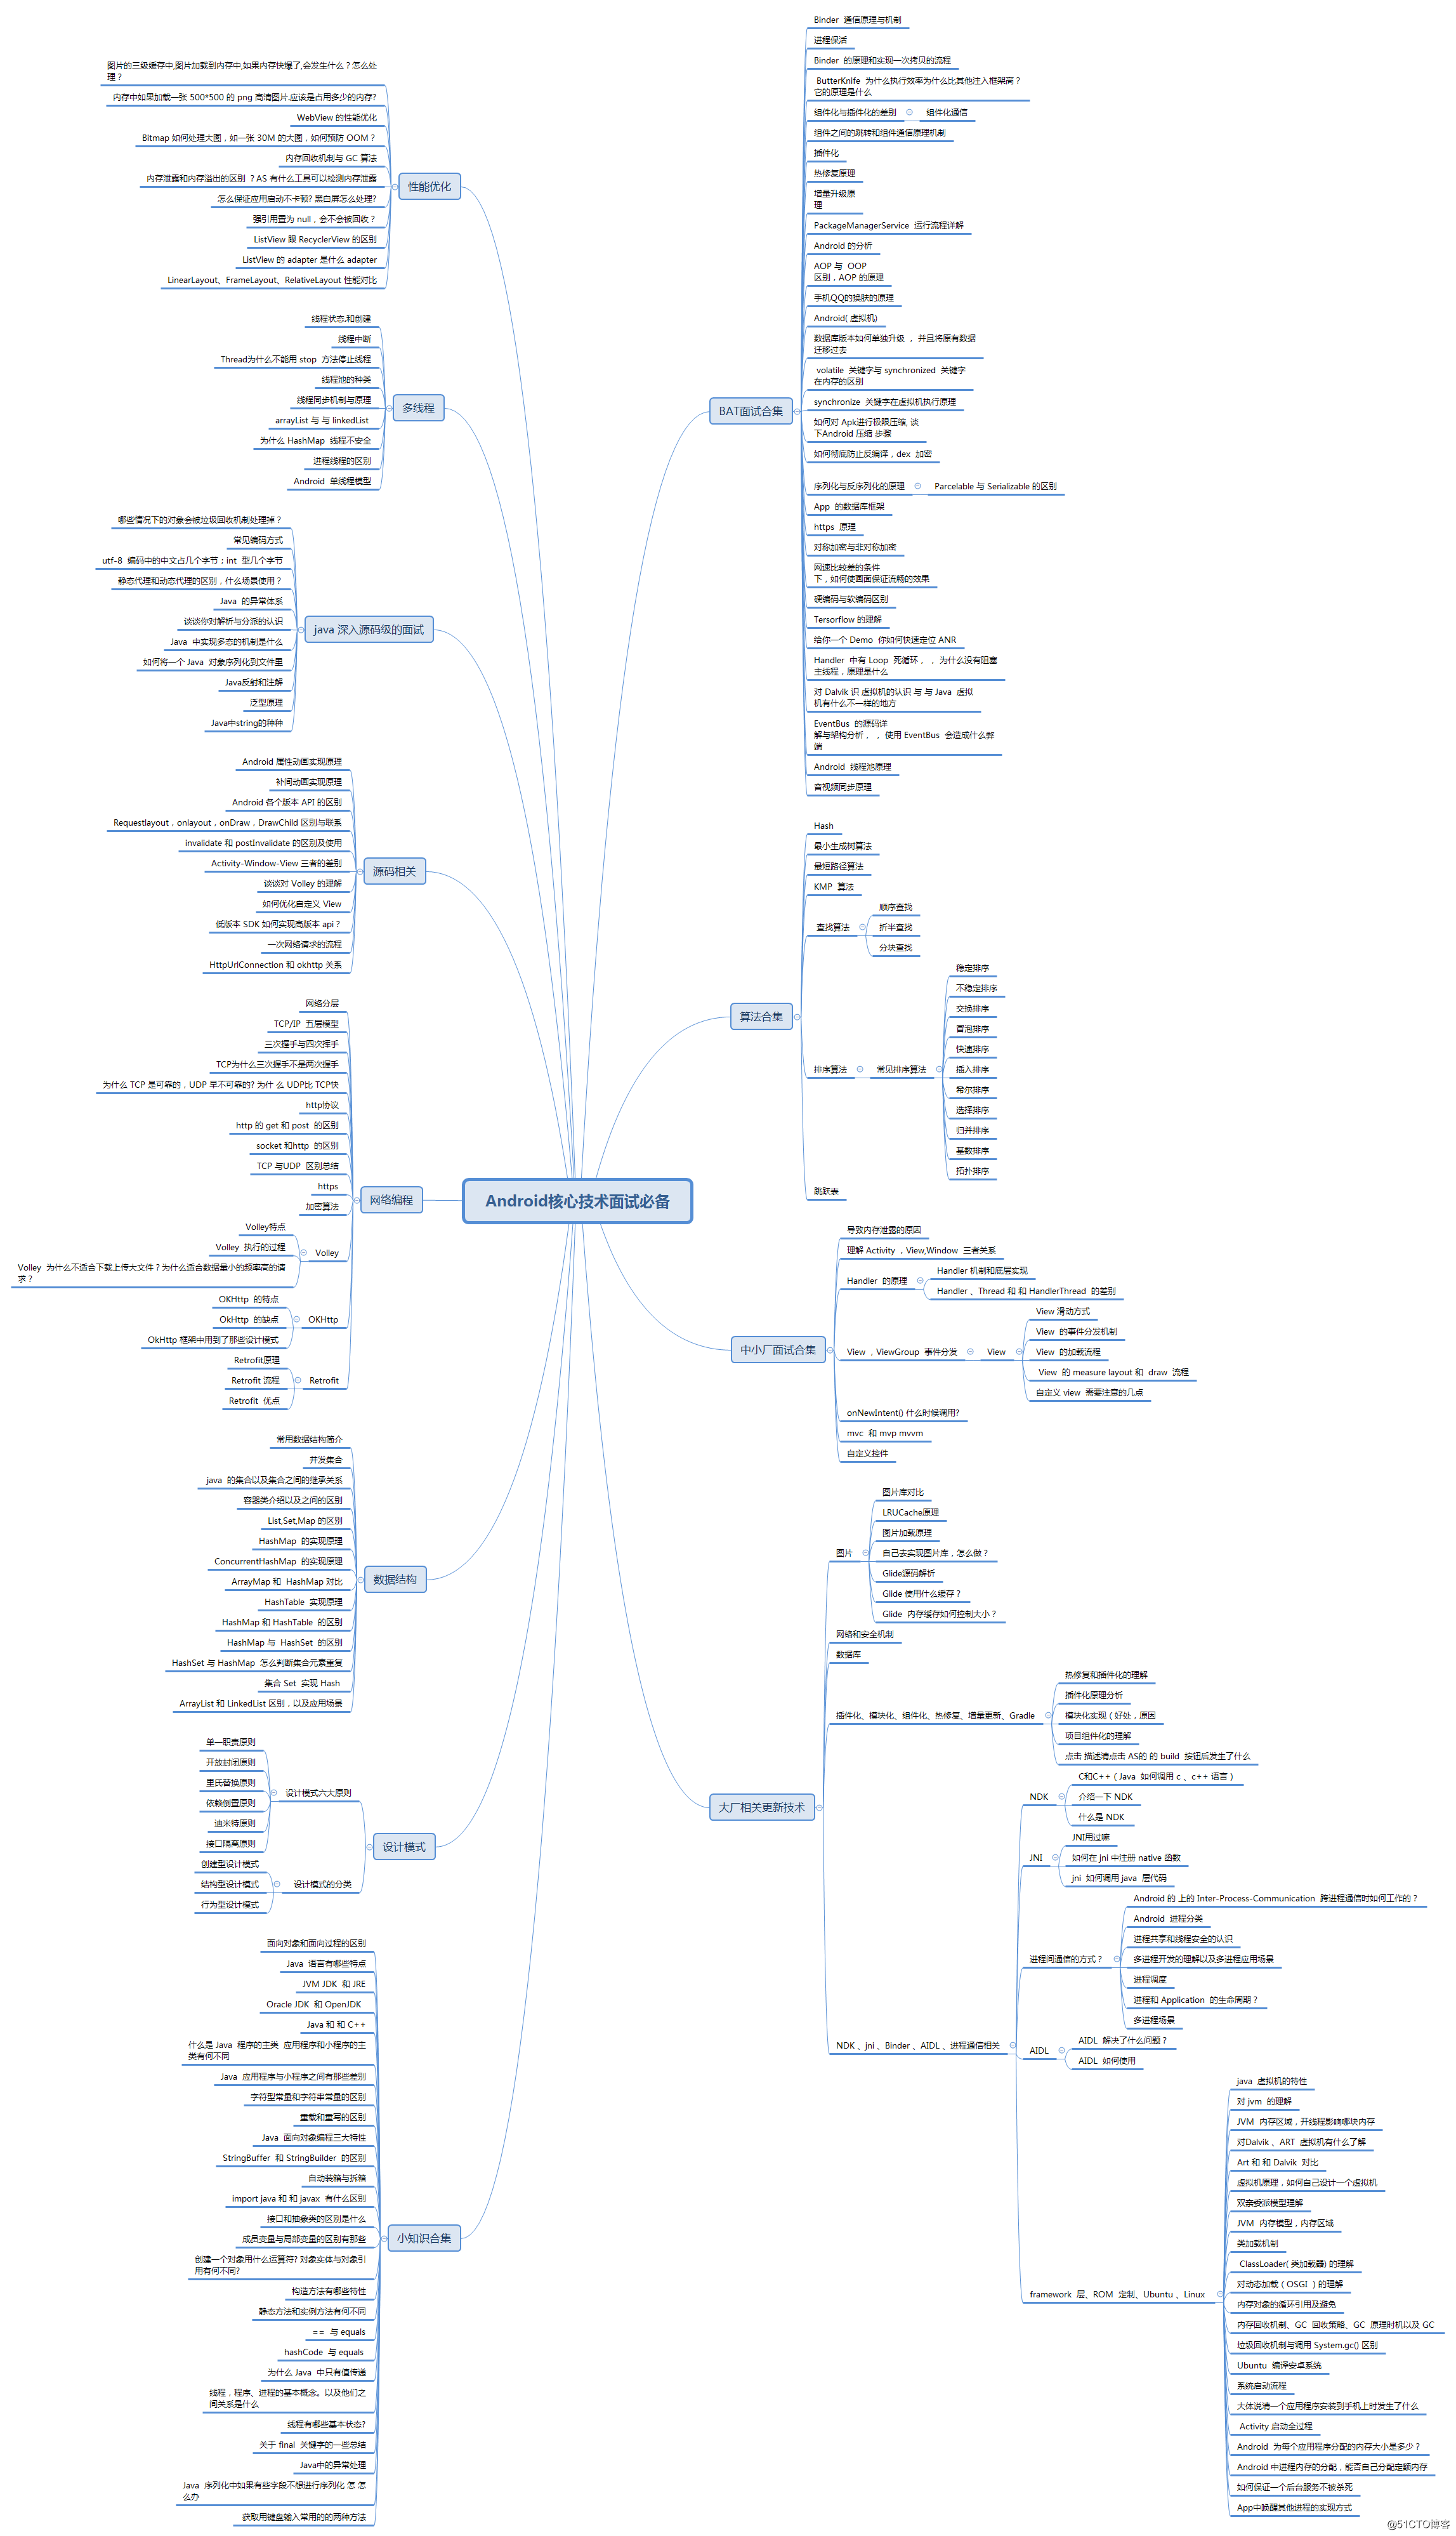 Android核心技术面试必备
性能优化
图片的三级缓存中,图片加载到内存中,如果内存快爆了,会发生什么？怎么处
理？
内存中如果加载一张 500*500 的 png 高清图片,应该是占用多少的内存?
WebView 的性能优化
Bitmap 如何处理大图，如一张 30M 的大图，如何预防 OOM？
内存回收机制与 GC 算法
内存泄露和内存溢出的区别 ？AS 有什么工具可以检测内存泄露
怎么保证应用启动不卡顿? 黑白屏怎么处理?
强引用置为 null，会不会被回收？
ListView 跟 RecyclerView 的区别
ListView 的 adapter 是什么 adapter
LinearLayout、FrameLayout、RelativeLayout 性能对比
多线程
线程状态.和创建
线程中断
Thread为什么不能用 stop 方法停止线程
线程池的种类
线程同步机制与原理
arrayList 与 与 linkedList
为什么 HashMap 线程不安全
进程线程的区别
Android 单线程模型
java 深入源码级的面试
哪些情况下的对象会被垃圾回收机制处理掉？
常见编码方式
utf-8 编码中的中文占几个字节；int 型几个字节
静态代理和动态代理的区别，什么场景使用？
Java 的异常体系
谈谈你对解析与分派的认识
Java 中实现多态的机制是什么
如何将一个 Java 对象序列化到文件里
Java反射和注解
泛型原理
Java中string的种种
源码相关
Android 属性动画实现原理
补间动画实现原理
Android 各个版本 API 的区别
Requestlayout，onlayout，onDraw，DrawChild 区别与联系
invalidate 和 postInvalidate 的区别及使用
Activity-Window-View 三者的差别
谈谈对 Volley 的理解
如何优化自定义 View
低版本 SDK 如何实现高版本 api？
一次网络请求的流程
HttpUrlConnection 和 okhttp 关系
网络编程
网络分层
TCP/IP 五层模型
三次握手与四次挥手
TCP为什么三次握手不是两次握手
为什么 TCP 是可靠的，UDP 早不可靠的? 为什 么 UDP比 TCP快
http协议
http 的 get 和 post 的区别
socket 和http 的区别
TCP 与UDP 区别总结
https
加密算法
Volley
Volley特点
Volley 执行的过程
Volley 为什么不适合下载上传大文件？为什么适合数据量小的频率高的请
求？
OKHttp
OKHttp 的特点
OkHttp 的缺点
OkHttp 框架中用到了那些设计模式
Retrofit
Retrofit原理
Retrofit 流程
Retrofit 优点
数据结构
常用数据结构简介
并发集合
java 的集合以及集合之间的继承关系
容器类介绍以及之间的区别
List,Set,Map 的区别
HashMap 的实现原理
ConcurrentHashMap 的实现原理
ArrayMap 和 HashMap 对比
HashTable 实现原理
HashMap 和 HashTable 的区别
HashMap 与 HashSet 的区别
HashSet 与 HashMap 怎么判断集合元素重复
集合 Set 实现 Hash
ArrayList 和 LinkedList 区别，以及应用场景
设计模式
设计模式六大原则
单一职责原则
开放封闭原则
里氏替换原则
依赖倒置原则
迪米特原则
接口隔离原则
设计模式的分类
创建型设计模式
结构型设计模式
行为型设计模式
小知识合集
面向对象和面向过程的区别
Java 语言有哪些特点
JVM JDK 和 JRE
Oracle JDK 和 OpenJDK
Java 和 和 C++
什么是 Java 程序的主类 应用程序和小程序的主
类有何不同
Java 应用程序与小程序之间有那些差别
字符型常量和字符串常量的区别
重载和重写的区别
Java 面向对象编程三大特性
StringBuffer 和 StringBuilder 的区别
自动装箱与拆箱
import java 和 和 javax 有什么区别
接口和抽象类的区别是什么
成员变量与局部变量的区别有那些
创建一个对象用什么运算符? 对象实体与对象引
用有何不同?
构造方法有哪些特性
静态方法和实例方法有何不同
== 与 equals
hashCode 与 equals
为什么 Java 中只有值传递
线程，程序、进程的基本概念。以及他们之
间关系是什么
线程有哪些基本状态?
关于 final 关键字的一些总结
Java中的异常处理
Java 序列化中如果有些字段不想进行序列化 怎 怎
么办
获取用键盘输入常用的的两种方法
BAT面试合集
Binder 通信原理与机制
进程保活
Binder 的原理和实现一次拷贝的流程
ButterKnife 为什么执行效率为什么比其他注入框架高？
它的原理是什么
组件化与插件化的差别
组件化通信
组件之间的跳转和组件通信原理机制
插件化
热修复原理
增量升级原
理
PackageManagerService 运行流程详解
Android 的分析
AOP 与 OOP
区别，AOP 的原理
手机QQ的换肤的原理
Android( 虚拟机)
数据库版本如何单独升级 ， 并且将原有数据
迁移过去
volatile 关键字与 synchronized 关键字
在内存的区别
synchronize 关键字在虚拟机执行原理
如何对 Apk进行极限压缩, 谈
下Android 压缩 步骤
如何彻底防止反编译，dex 加密
序列化与反序列化的原理
Parcelable 与 Serializable 的区别
App 的数据库框架
https 原理
对称加密与非对称加密
网速比较差的条件
下，如何使画面保证流畅的效果
硬编码与软编码区别
Tersorflow 的理解
给你一个 Demo 你如何快速定位 ANR
Handler 中有 Loop 死循环， ， 为什么没有阻塞
主线程，原理是什么
对 Dalvik 识 虚拟机的认识 与 与 Java 虚拟
机有什么不一样的地方
EventBus 的源码详
解与架构分析， ， 使用 EventBus 会造成什么弊
端
Android 线程池原理
音视频同步原理
算法合集
Hash
最小生成树算法
最短路径算法
KMP 算法
查找算法
顺序查找
折半查找
分块查找
排序算法
常见排序算法
稳定排序
不稳定排序
交换排序
冒泡排序
快速排序
插入排序
希尔排序
选择排序
归并排序
基数排序
拓扑排序
跳跃表
中小厂面试合集
导致内存泄露的原因
理解 Activity ，View,Window 三者关系
Handler 的原理
Handler 机制和底层实现
Handler 、Thread 和 和 HandlerThread 的差别
View ，ViewGroup 事件分发
View
View 滑动方式
View 的事件分发机制
View 的加载流程
View 的 measure layout 和 draw 流程
自定义 view 需要注意的几点
onNewIntent() 什么时候调用?
mvc 和 mvp mvvm
自定义控件
大厂相关更新技术
图片
图片库对比
LRUCache原理
图片加载原理
自己去实现图片库，怎么做？
Glide源码解析
Glide 使用什么缓存？
Glide 内存缓存如何控制大小？
网络和安全机制
数据库
插件化、模块化、组件化、热修复、增量更新、Gradle
热修复和插件化的理解
插件化原理分析
模块化实现（好处，原因
项目组件化的理解
点击 描述清点击 AS的 的 build 按钮后发生了什么
NDK 、jnl 、Binder 、AIDL 、进程通信相关
NDK
C和C++（Java 如何调用 c 、c++ 语言）
介绍一下 NDK
什么是 NDK
JNI
JNI用过嘛
如何在 jni 中注册 native 函数
jni 如何调用 java 层代码
进程间通信的方式？
Android 的 上的 Inter-Process-Communication 跨进程通信时如何工作的？
Android 进程分类
进程共享和线程安全的认识
多进程开发的理解以及多进程应用场景
进程调度
进程和 Application 的生命周期？
多进程场景
AIDL
AIDL 解决了什么问题？
AIDL 如何使用
framework 层、ROM 定制、Ubuntu 、Linux
java 虚拟机的特性
对 jvm 的理解
JVM 内存区域，开线程影响哪块内存
对Dalvik 、ART 虚拟机有什么了解
Art 和 和 Dalvik 对比
虚拟机原理，如何自己设计一个虚拟机
双亲委派模型理解
JVM 内存模型，内存区域
类加载机制
ClassLoader( 类加载器) 的理解
对动态加载（OSGI ）的理解
内存对象的循环引用及避免
内存回收机制、GC 回收策略、GC 原理时机以及 GC
垃圾回收机制与调用 System.gc() 区别
Ubuntu 编译安卓系统
系统启动流程
大体说清一个应用程序安装到手机上时发生了什么
Activity 启动全过程
Android 为每个应用程序分配的内存大小是多少？
Android 中进程内存的分配，能否自己分配定额内存
如何保证一个后台服务不被杀死
App中唤醒其他进程的实现方式
@51CTO博客